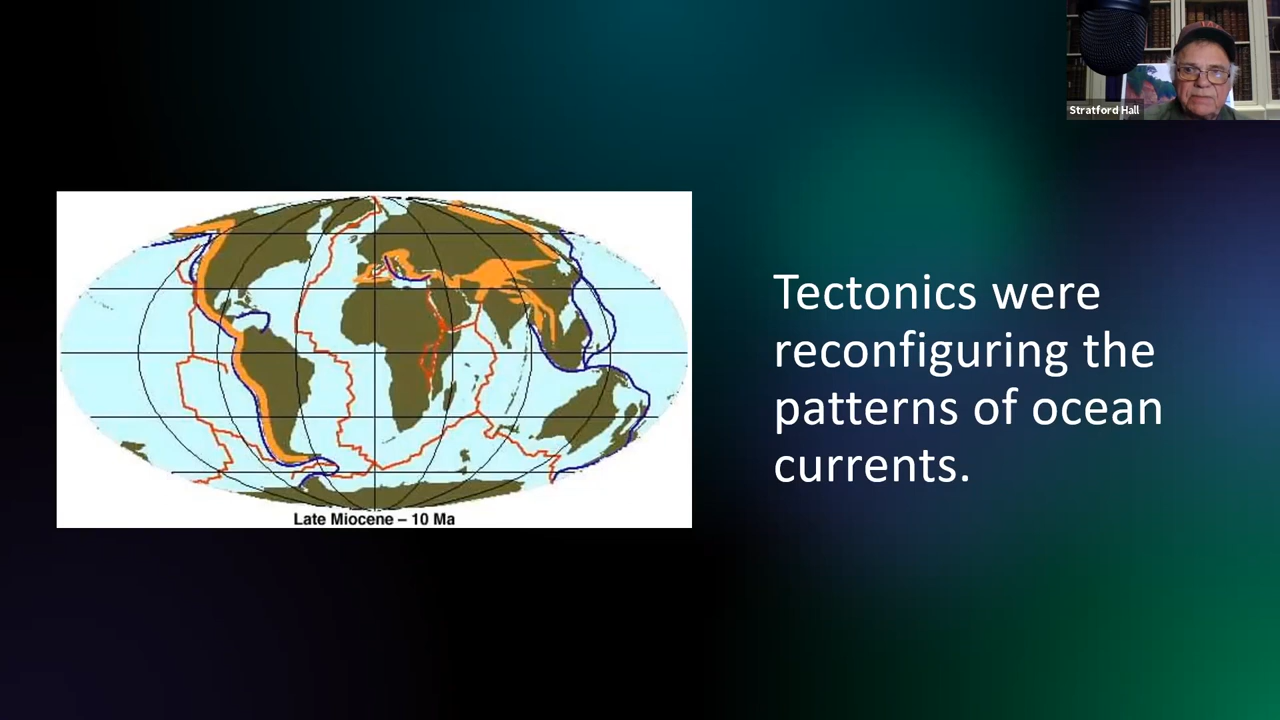 Stratford Hall
Tectonics were
reconfiguring the
patterns of ocean
currents.
Late Miocene – 10 Ma